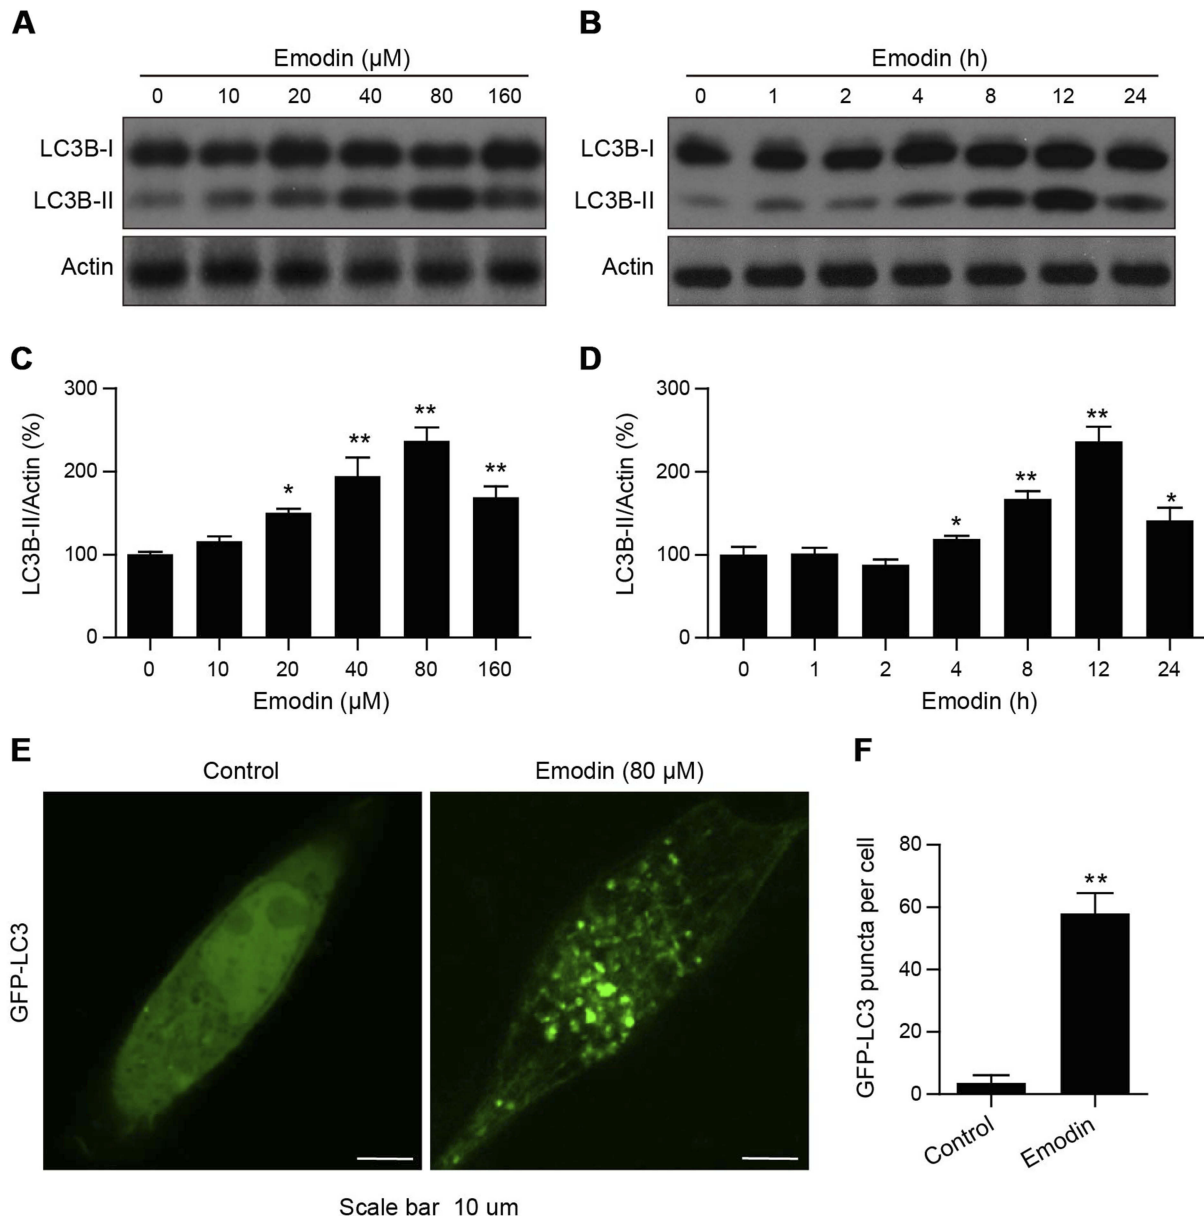 A
Emodin (µM)
0 10 20 40 80 160
LC3B-I
LC3B-II
Actin
B
Emodin (h)
0 1 2 4 8 12 24
LC3B-I
LC3B-II
Actin
C
LC3B-II/Actin (%)
300
200
100
0
* ** ** **
0 10 20 40 80 160
Emodin (µM)
D
LC3B-II/Actin (%)
300
200
100
0
* ** ** *
0 1 2 4 8 12 24
Emodin (h)
E
Control
Emodin (80 µM)
GFP-LC3
Scale bar 10 um
F
GFP-LC3 puncta per cell
80
60
40
20
0
**
Control
Emodin